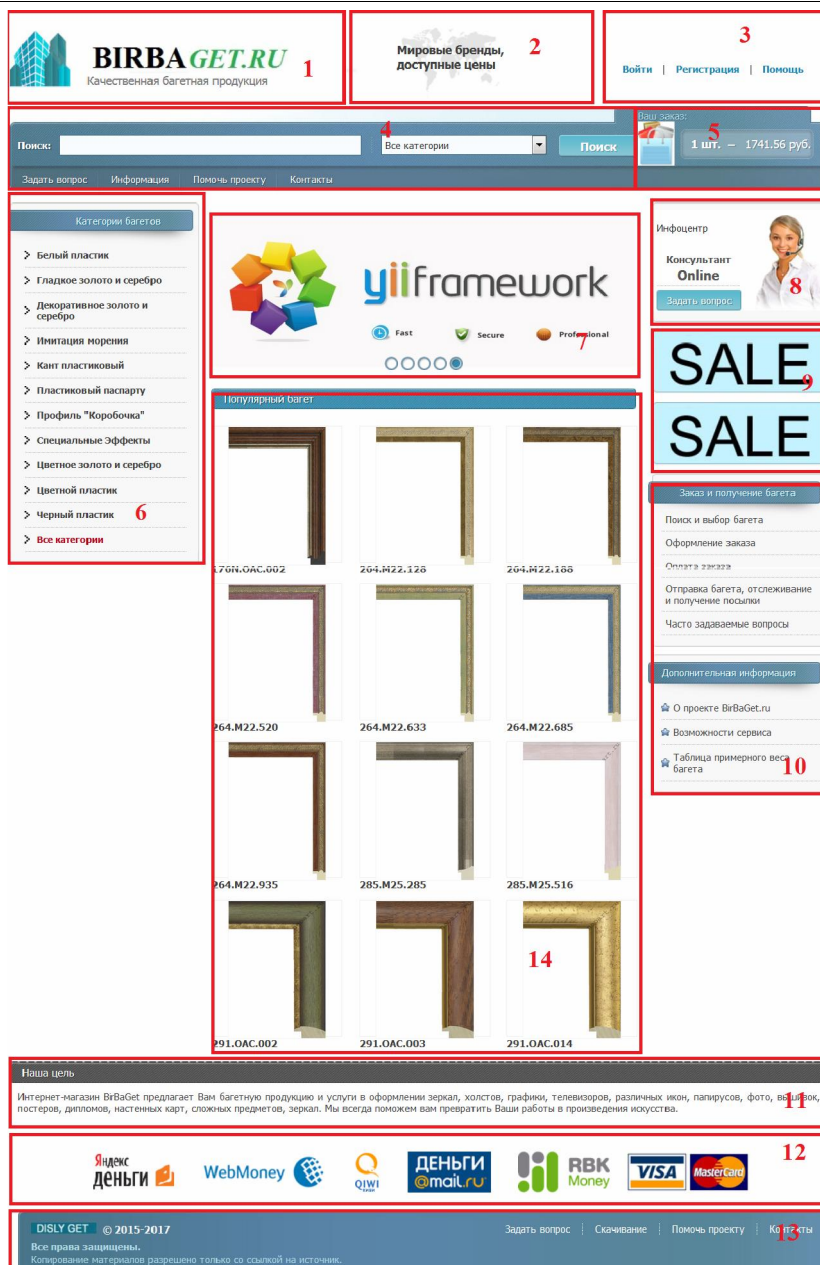 BIRBAGET.RU
Качественная багетная продукция
1
Мировые бренды,
доступные цены
2
3
Войти | Регистрация | Помощь
4
Поиск:
Все категории
Поиск
Задать вопрос
Информация
Помочь проекту
Контакты
Ваш заказ:
5
1 шт. – 1741.56 руб.
Категории багетов
Белый пластик
Гладкое золото и серебро
Декоративное золото и
серебро
Имитация морения
Кант пластиковый
Пластиковый паспарту
Профиль "Коробочка"
Специальные Эффекты
Цветное золото и серебро
Цветной пластик
Черный пластик
6
Все категории
yiiframework
Fast
Secure
Professional
7
Инфоцентр
Консультант
Online
Задать вопрос
8
SALE
9
SALE
Популярный багет
176N.OAC.002
264.M22.128
264.M22.188
264.M22.520
264.M22.633
264.M22.685
264.M22.935
285.M25.285
285.M25.516
14
291.OAC.002
291.OAC.003
291.OAC.014
Заказ и получение багета
Поиск и выбор багета
Оформление заказа
Оплата заказа
Отправка багета, отслеживание
и получение посылки
Часто задаваемые вопросы
Дополнительная информация
О проекте BirBaGet.ru
Возможности сервиса
Таблица примерного веса
багета
10
Наша цель
Интернет-магазин BirBaGet предлагает Вам багетную продукцию и услуги в оформлении зеркал, холстов, графики, телевизоров, различных икон, папирусов, фото, вышивок,
постеров, дипломов, настенных карт, сложных предметов, зеркал. Мы всегда поможем вам превратить Ваши работы в произведения искусства.
11
12
Яндекс
деньги
WebMoney
QIWI
ДЕНЬГИ
@mail.ru
RBK
Money
VISA
MasterCard
DISLY GET © 2015-2017
Задать вопрос
Скачивание
Помочь проекту
Контакты
13
Все права защищены.
Копирование материалов разрешено только со ссылкой на источник.